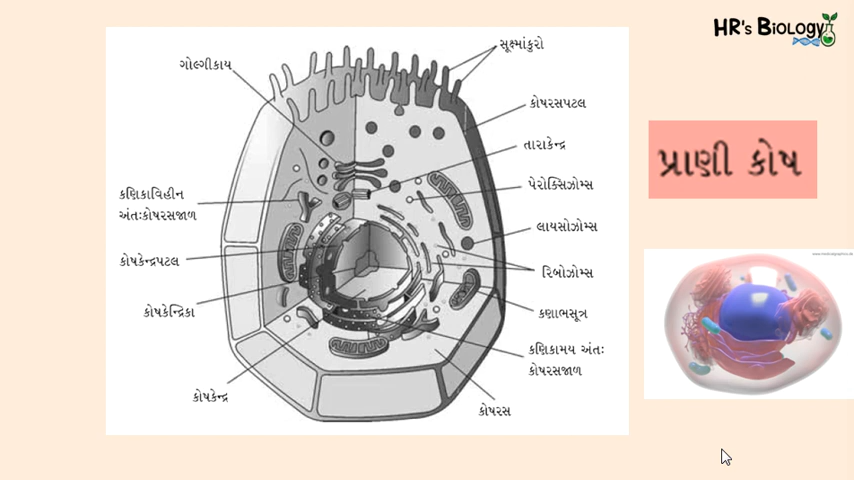 HR's Biology
સૂક્ષ્માંકુરો
ગોલ્ગીકાય
કોષરસપટલ
તારાકેન્દ્ર
પ્રાણી કોષ
પેરોક્સિઝોમ્સ
કણિકાવિહીન
અંતઃકોષરસજાળ
લાયસોઝોમ્સ
કોષકેન્દ્રપટલ
રિબોઝોમ્સ
કોષકેન્દ્રિકા
કણાભસૂત્ર
કણિકામય અંતઃ
કોષરસજાળ
કોષકેન્દ્ર
કોષરસ